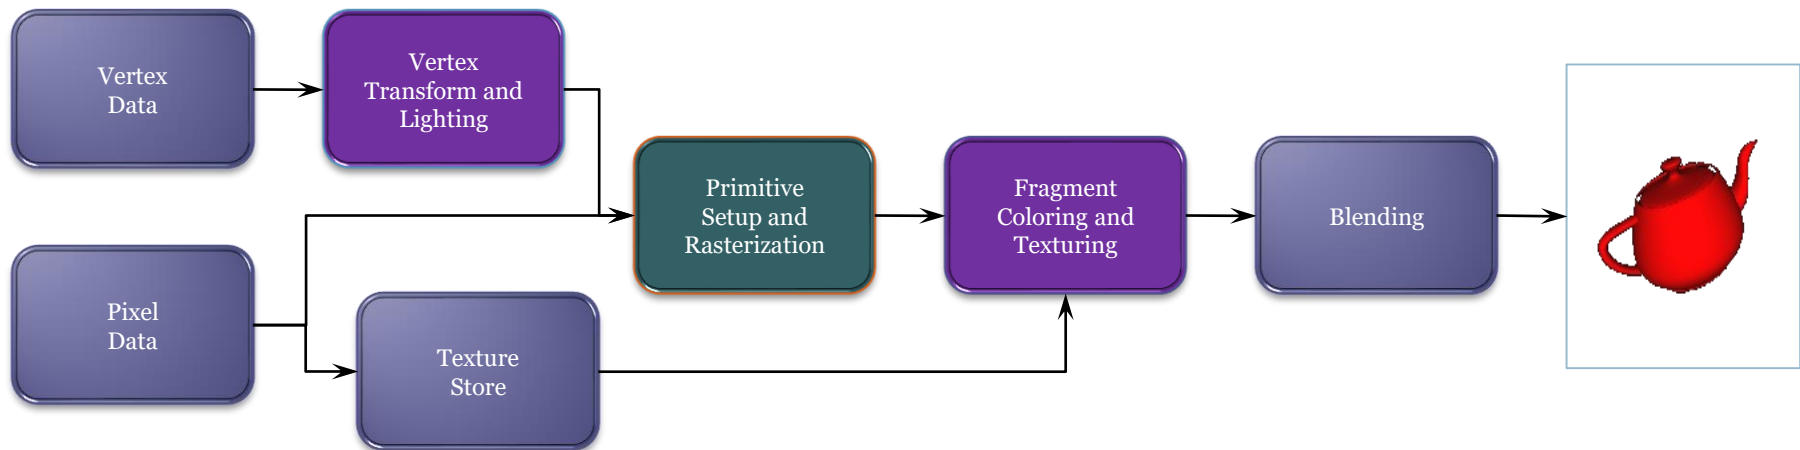 Vertex
Data
Vertex
Transform and
Lighting
Primitive
Setup and
Rasterization
Fragment
Coloring and
Texturing
Blending
Pixel
Data
Texture
Store